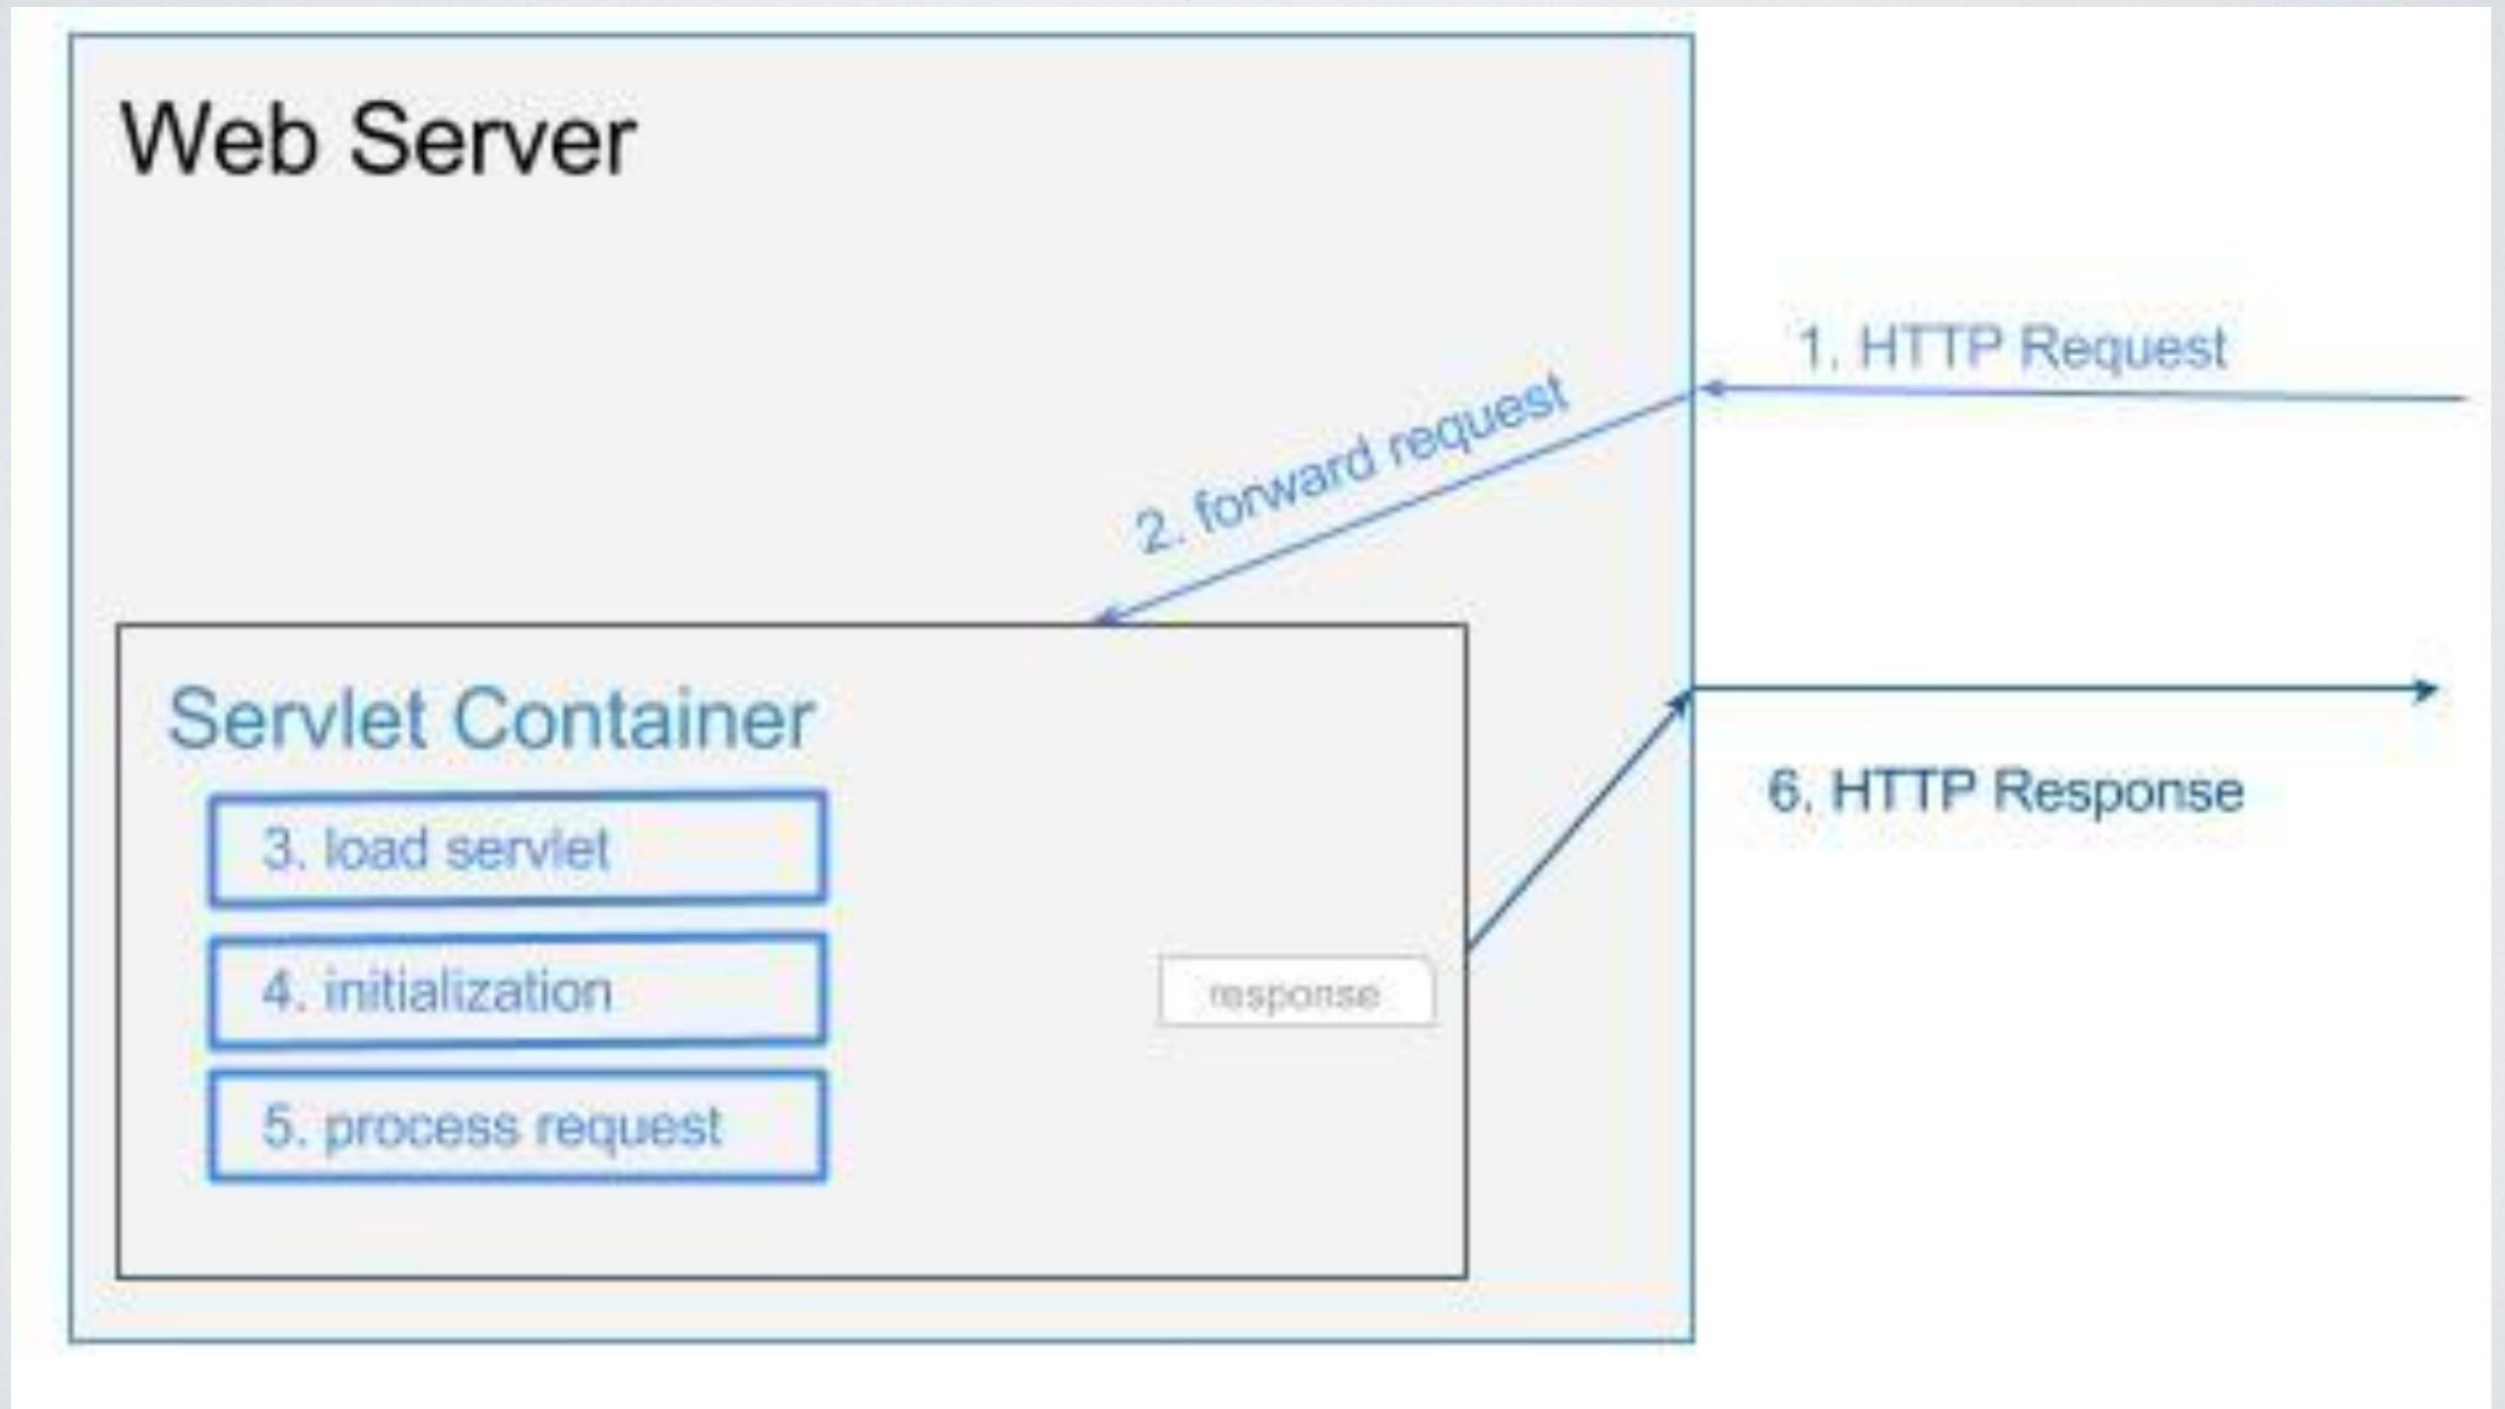 Web Server
1. HTTP Request
2. forward request
Servlet Container
3. load servlet
4. initialization
5. process request
response
6. HTTP Response